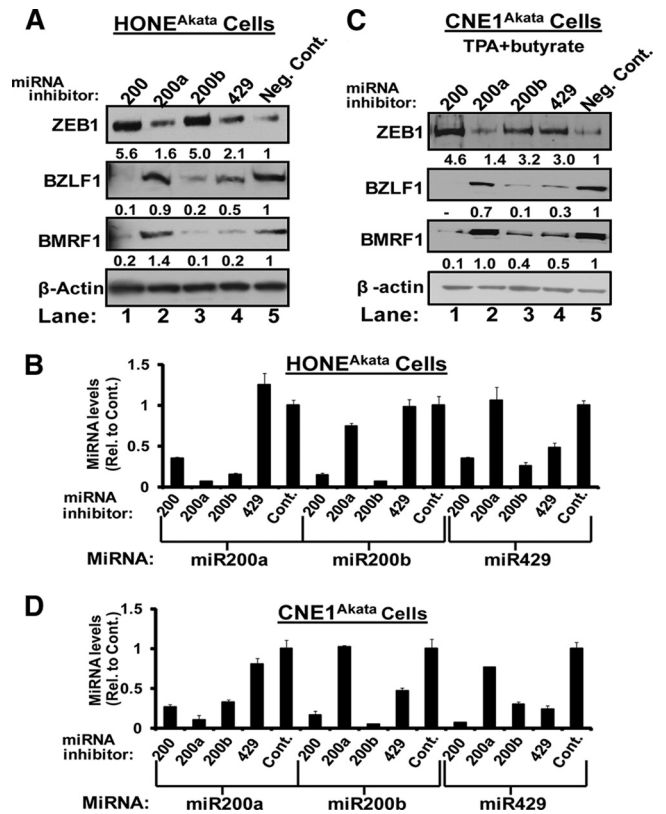 A
HONEAkata Cells
miRNA inhibitor: 200 200a 200b 429 Neg. Cont.
ZEB1
5.6 1.6 5.0 2.1 1
BZLF1
0.1 0.9 0.2 0.5 1
BMRF1
0.2 1.4 0.1 0.2 1
β-Actin
Lane: 1 2 3 4 5
C
CNE1Akata Cells
TPA+butyrate
miRNA inhibitor: 200 200a 200b 429 Neg. Cont.
ZEB1
4.6 1.4 3.2 3.0 1
BZLF1
- 0.7 0.1 0.3 1
BMRF1
0.1 1.0 0.4 0.5 1
β -actin
Lane: 1 2 3 4 5
B
HONEAkata Cells
MiRNA levels
(Rel. to Cont.)
1.5
1
0.5
0
miRNA inhibitor: 200 200a 200b 429 Cont. 200 200a 200b 429 Cont. 200 200a 200b 429 Cont.
MiRNA: miR200a miR200b miR429
D
CNE1Akata Cells
MiRNA levels
(Rel. to Cont.)
1.5
1
0.5
0
miRNA inhibitor: 200 200a 200b 429 Cont. 200 200a 200b 429 Cont. 200 200a 200b 429 Cont.
MiRNA: miR200a miR200b miR429